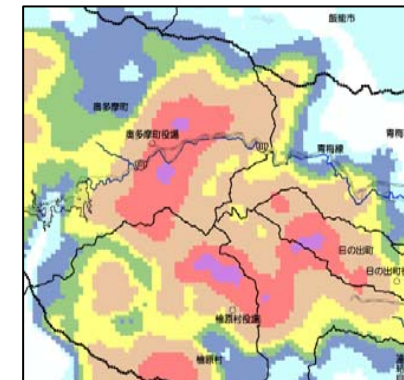 飯能市
奥多摩町
奥多摩町役場
青梅線
青梅
日の出町
日の出町役
檜原村役場
檜原村